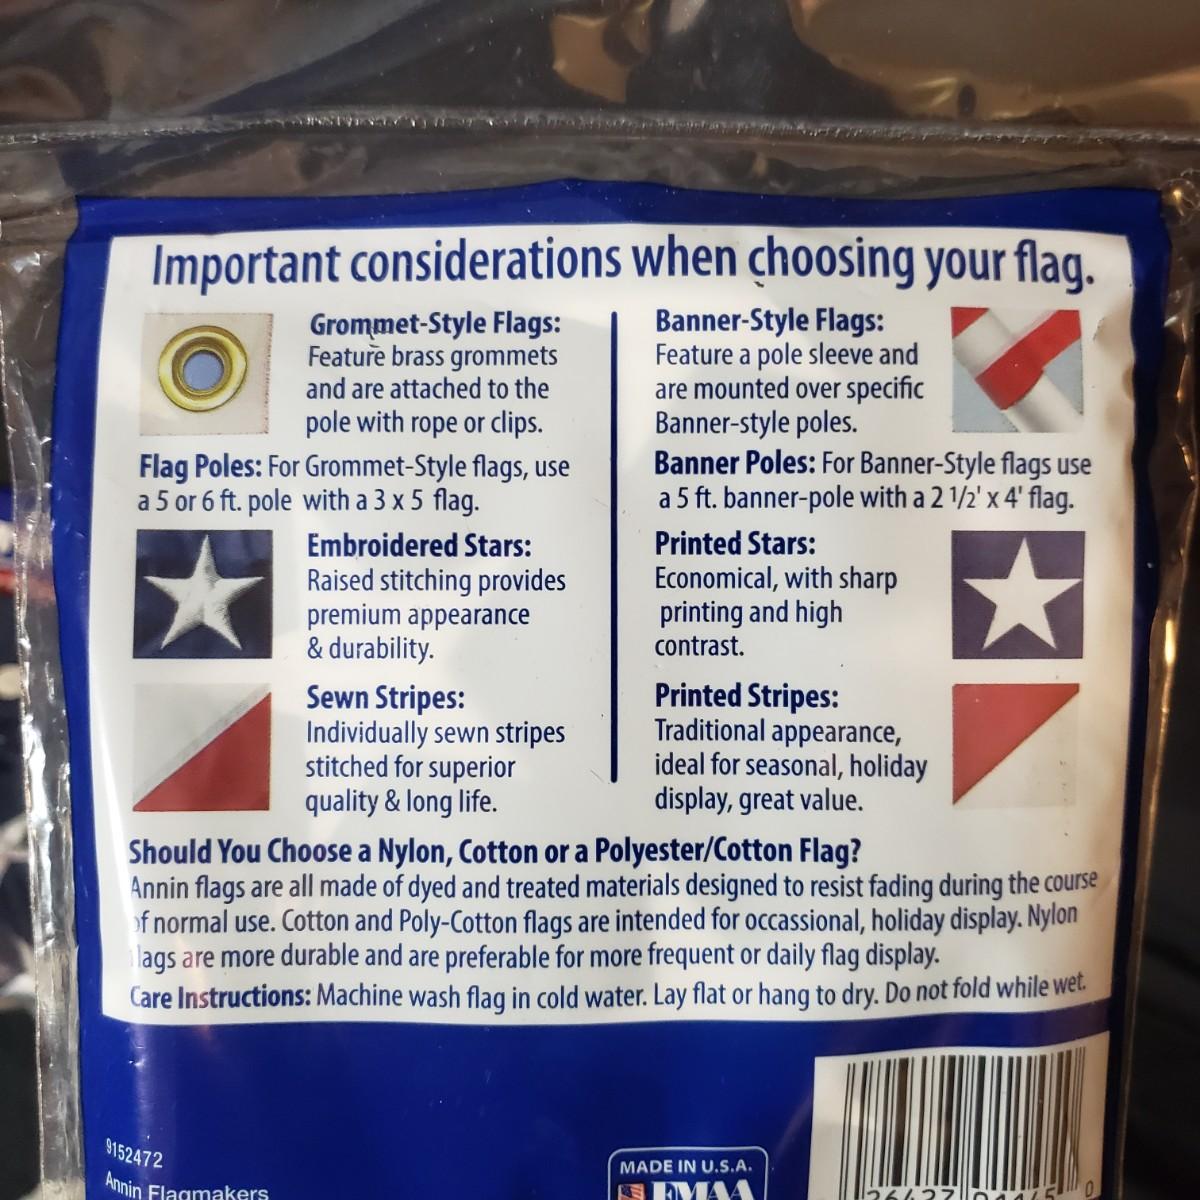 Important considerations when choosing your flag.
Grommet-Style Flags:
Feature brass grommets
and are attached to the
pole with rope or clips.
Flag Poles: For Grommet-Style flags, use
a 5 or 6 ft. pole with a 3 x 5 flag.
Embroidered Stars:
Raised stitching provides
premium appearance
& durability.
Sewn Stripes:
Individually sewn stripes
stitched for superior
quality & long life.
Banner-Style Flags:
Feature a pole sleeve and
are mounted over specific
Banner-style poles.
Banner Poles: For Banner-Style flags use
a 5 ft. banner-pole with a 2 1/2' x 4' flag.
Printed Stars:
Economical, with sharp
printing and high
contrast.
Printed Stripes:
Traditional appearance,
ideal for seasonal, holiday
display, great value.
Should You Choose a Nylon, Cotton or a Polyester/Cotton Flag?
Annin flags are all made of dyed and treated materials designed to resist fading during the course
of normal use. Cotton and Poly-Cotton flags are intended for occassional, holiday display. Nylon
lags are more durable and are preferable for more frequent or daily flag display.
Care Instructions: Machine wash flag in cold water. Lay flat or hang to dry. Do not fold while wet.
9152472
Annin Flagmakers
MADE IN U.S.A.
FMAA